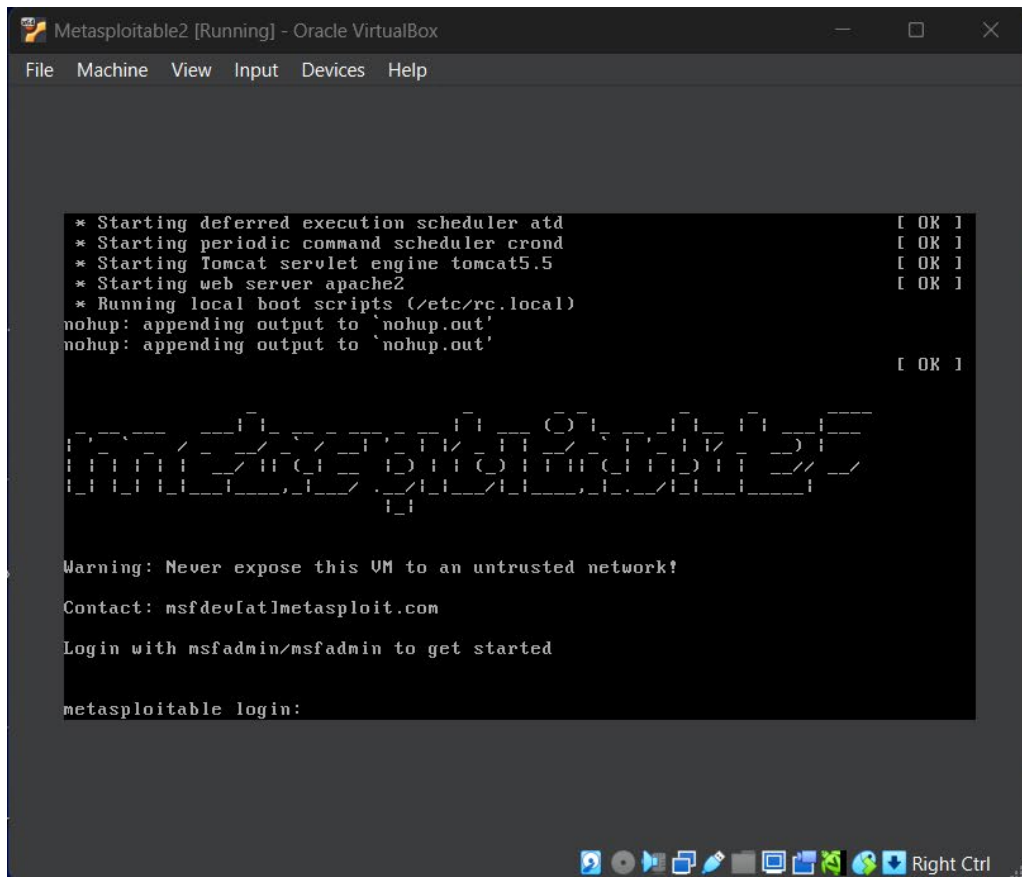 Metasploitable2 [Running] - Oracle VirtualBox
File Machine View Input Devices Help
* Starting deferred execution scheduler atd [ OK ]
* Starting periodic command scheduler crond [ OK ]
* Starting Tomcat servlet engine tomcat5.5 [ OK ]
* Starting web server apache2 [ OK ]
* Running local boot scripts (/etc/rc.local)
nohup: appending output to `nohup.out'
nohup: appending output to `nohup.out'
[ OK ]
Warning: Never expose this VM to an untrusted network!
Contact: msfdev[at]metasploit.com
Login with msfadmin/msfadmin to get started
metasploitable login:
Right Ctrl